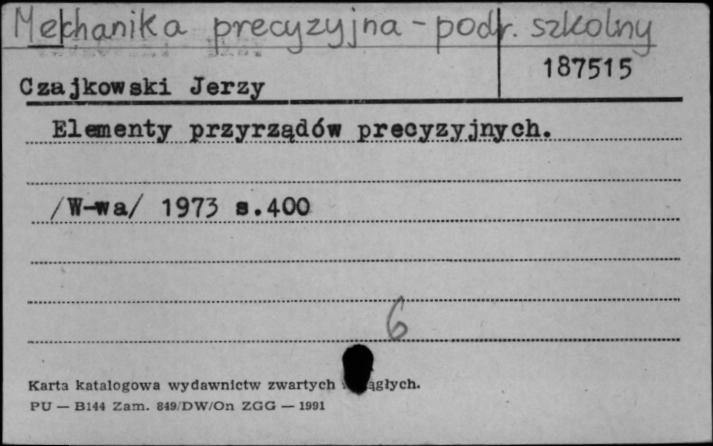 Mechanika precyzyjna - podr. szkolny
187515
Czajkowski Jerzy
Elementy przyrządów precyzyjnych.
/W-wa/ 1973 s.400
6
Karta katalogowa wydawnictw zwartych ągłych.
PU — B144 Zam. 849/DW/On ZGG — 1991